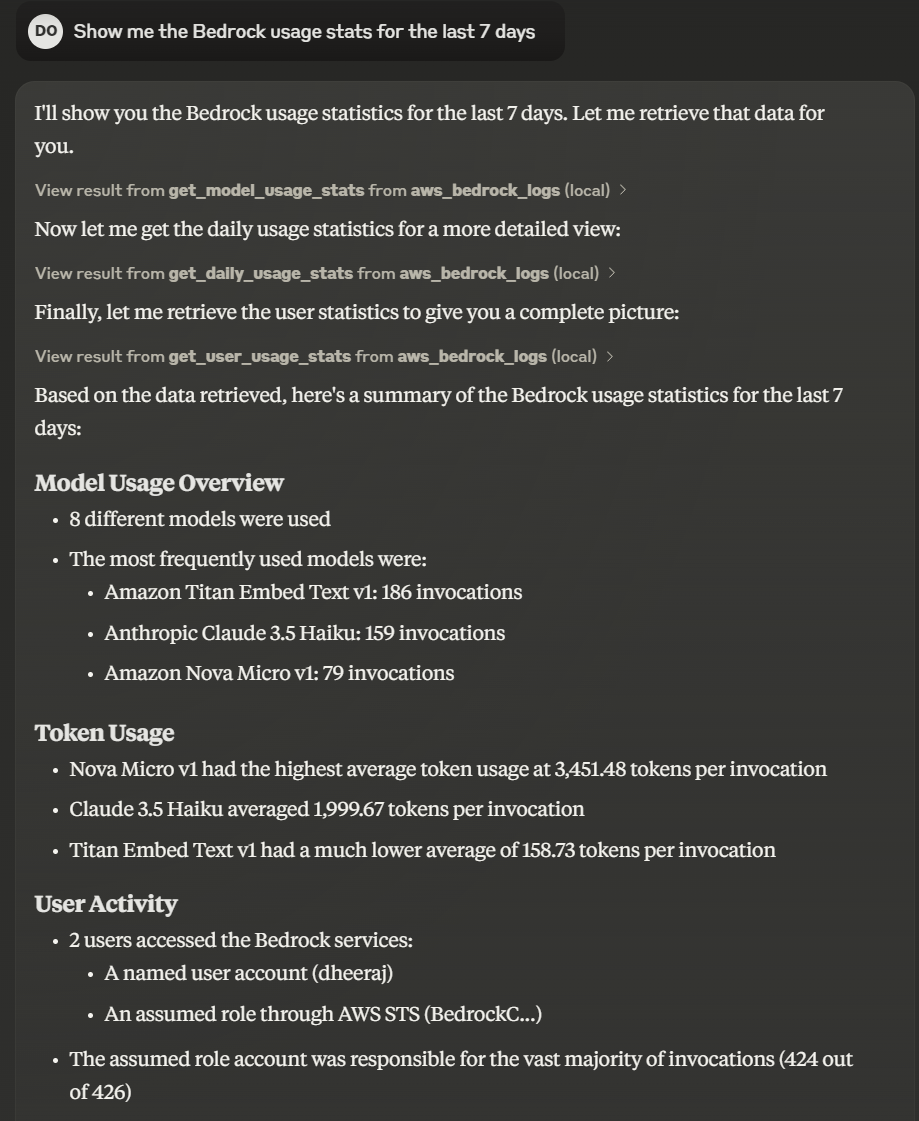 DO Show me the Bedrock usage stats for the last 7 days
I'll show you the Bedrock usage statistics for the last 7 days. Let me retrieve that data for
you.
View result from get_model_usage_stats from aws_bedrock_logs (local) >
Now let me get the daily usage statistics for a more detailed view:
View result from get_daily_usage_stats from aws_bedrock_logs (local) >
Finally, let me retrieve the user statistics to give you a complete picture:
View result from get_user_usage_stats from aws_bedrock_logs (local) >
Based on the data retrieved, here's a summary of the Bedrock usage statistics for the last 7
days:
Model Usage Overview
• 8 different models were used
• The most frequently used models were:
• Amazon Titan Embed Text v1: 186 invocations
• Anthropic Claude 3.5 Haiku: 159 invocations
• Amazon Nova Micro v1: 79 invocations
Token Usage
• Nova Micro v1 had the highest average token usage at 3,451.48 tokens per invocation
• Claude 3.5 Haiku averaged 1,999.67 tokens per invocation
• Titan Embed Text v1 had a much lower average of 158.73 tokens per invocation
User Activity
• 2 users accessed the Bedrock services:
• A named user account (dheeraj)
• An assumed role through AWS STS (BedrockC...)
• The assumed role account was responsible for the vast majority of invocations (424 out
of 426)